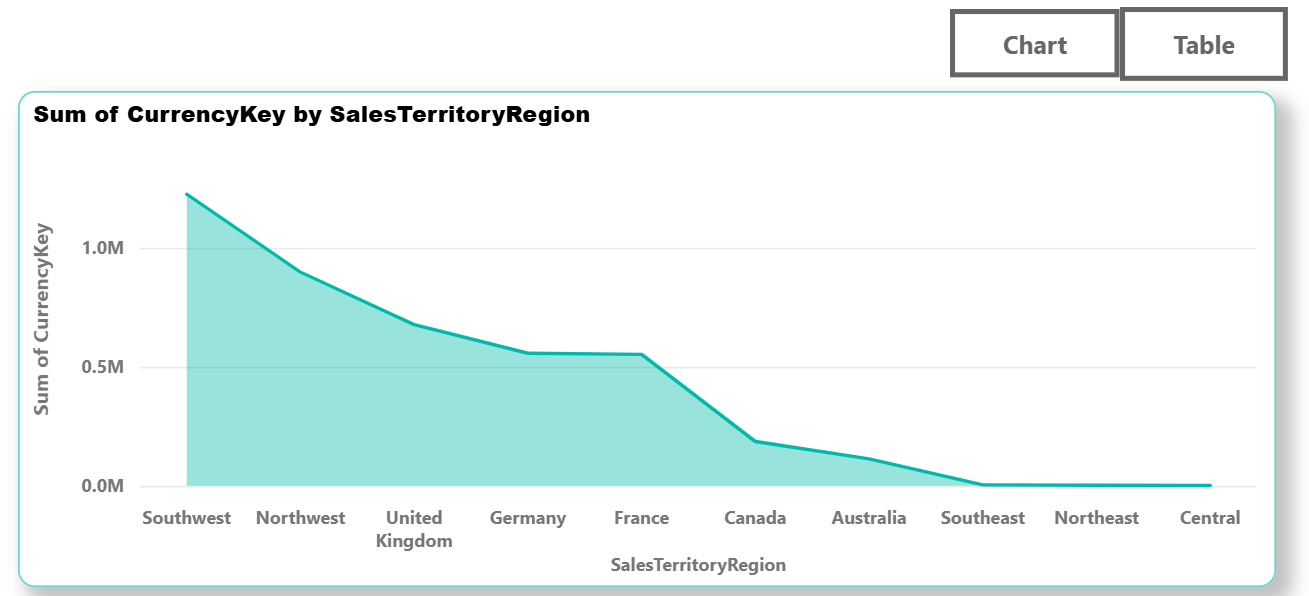 Chart
Table
Sum of CurrencyKey by SalesTerritoryRegion
Sum of CurrencyKey
1.0M
0.5M
0.0M
Southwest Northwest United Kingdom Germany France Canada Australia Southeast Northeast Central
SalesTerritoryRegion